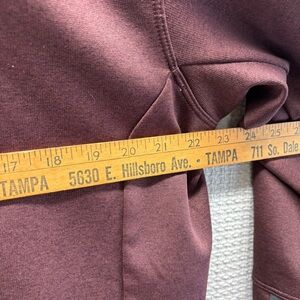 17 18 19 20 21 22 23 24 25
TAMPA 5630 E. Hillsboro Ave. - TAMPA 711 So. Dale